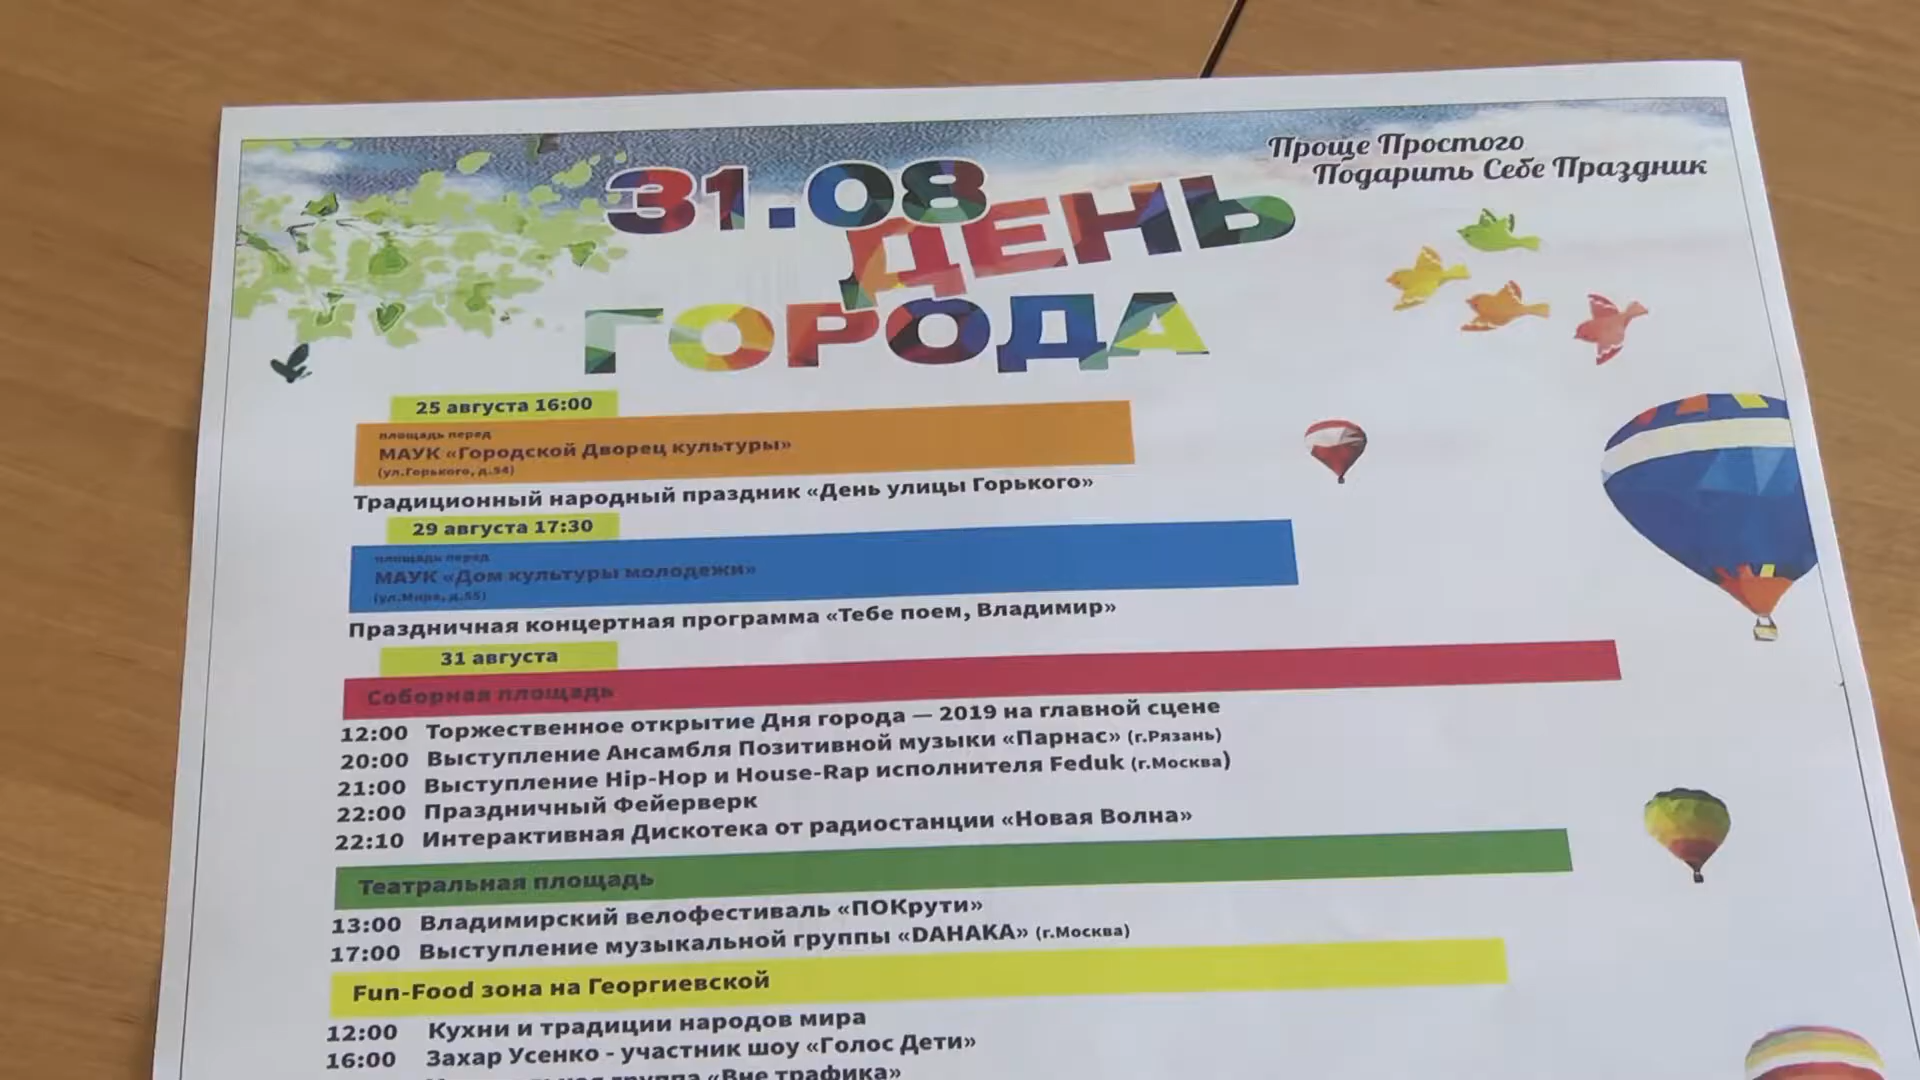 Проще Простого
Подарить Себе Праздник
31.08
ДЕНЬ
ГОРОДА
25 августа 16:00
площадь перед
МАУК «Городской Дворец культуры»
(ул.Горького, д.54)
Традиционный народный праздник «День улицы Горького»
29 августа 17:30
площадь перед
МАУК «Дом культуры молодежи»
(ул.Мира, д.55)
Праздничная концертная программа «Тебе поем, Владимир»
31 августа
Соборная площадь
12:00 Торжественное открытие Дня города — 2019 на главной сцене
20:00 Выступление Ансамбля Позитивной музыки «Парнас» (г.Рязань)
21:00 Выступление Hip-Hop и House-Rap исполнителя Feduk (г.Москва)
22:00 Праздничный Фейерверк
22:10 Интерактивная Дискотека от радиостанции «Новая Волна»
Театральная площадь
13:00 Владимирский велофестиваль «ПОКрути»
17:00 Выступление музыкальной группы «DАНАКА» (г.Москва)
Fun-Food зона на Георгиевской
12:00 Кухни и традиции народов мира
16:00 Захар Усенко - участник шоу «Голос Дети»
группа «Вне трафика»